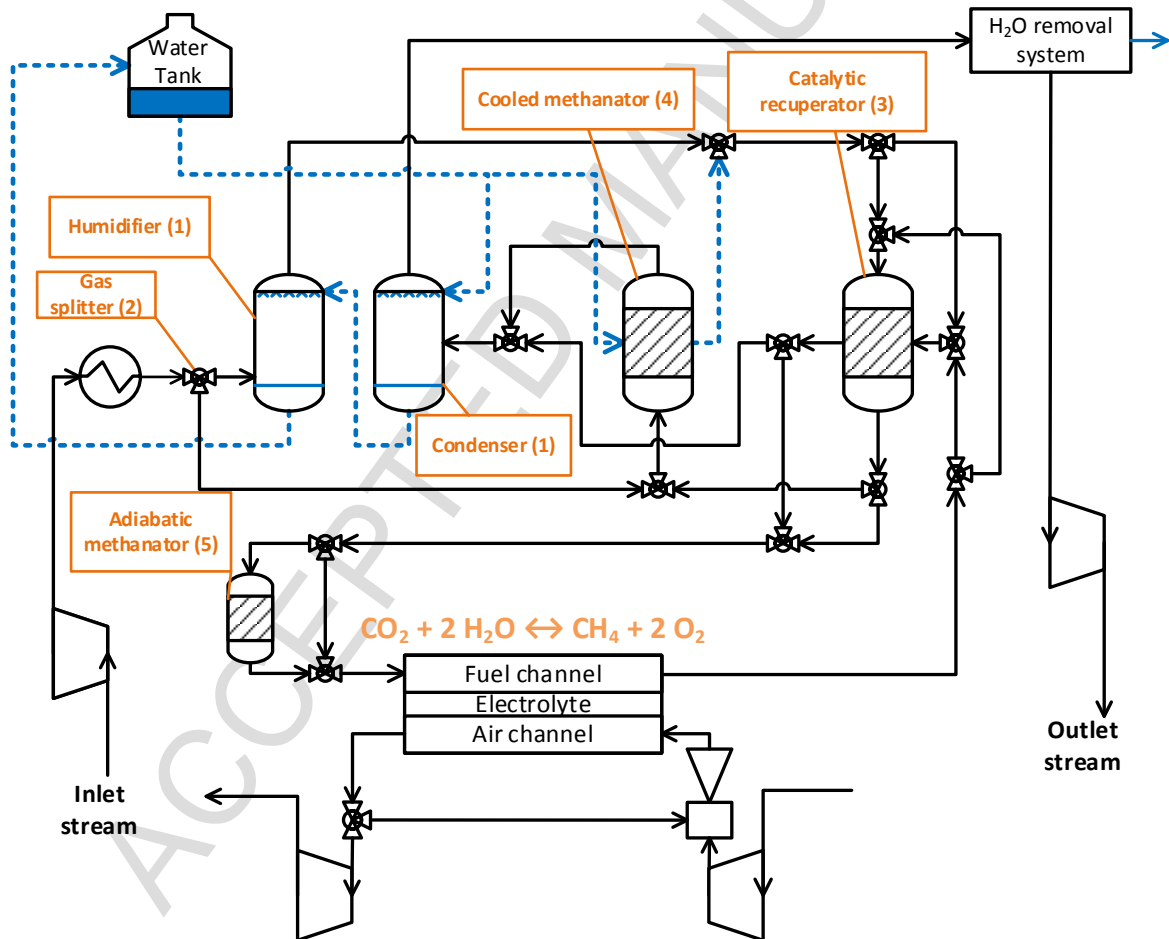 Water
Tank
H₂O removal
system
Cooled methanator (4)
Catalytic
recuperator (3)
Humidifier (1)
Gas
splitter (2)
Condenser (1)
Adiabatic
methanator (5)
CO₂ + 2 H₂O ↔ CH₄ + 2 O₂
Fuel channel
Electrolyte
Air channel
Inlet
stream
Outlet
stream
ACCEPTED MANU